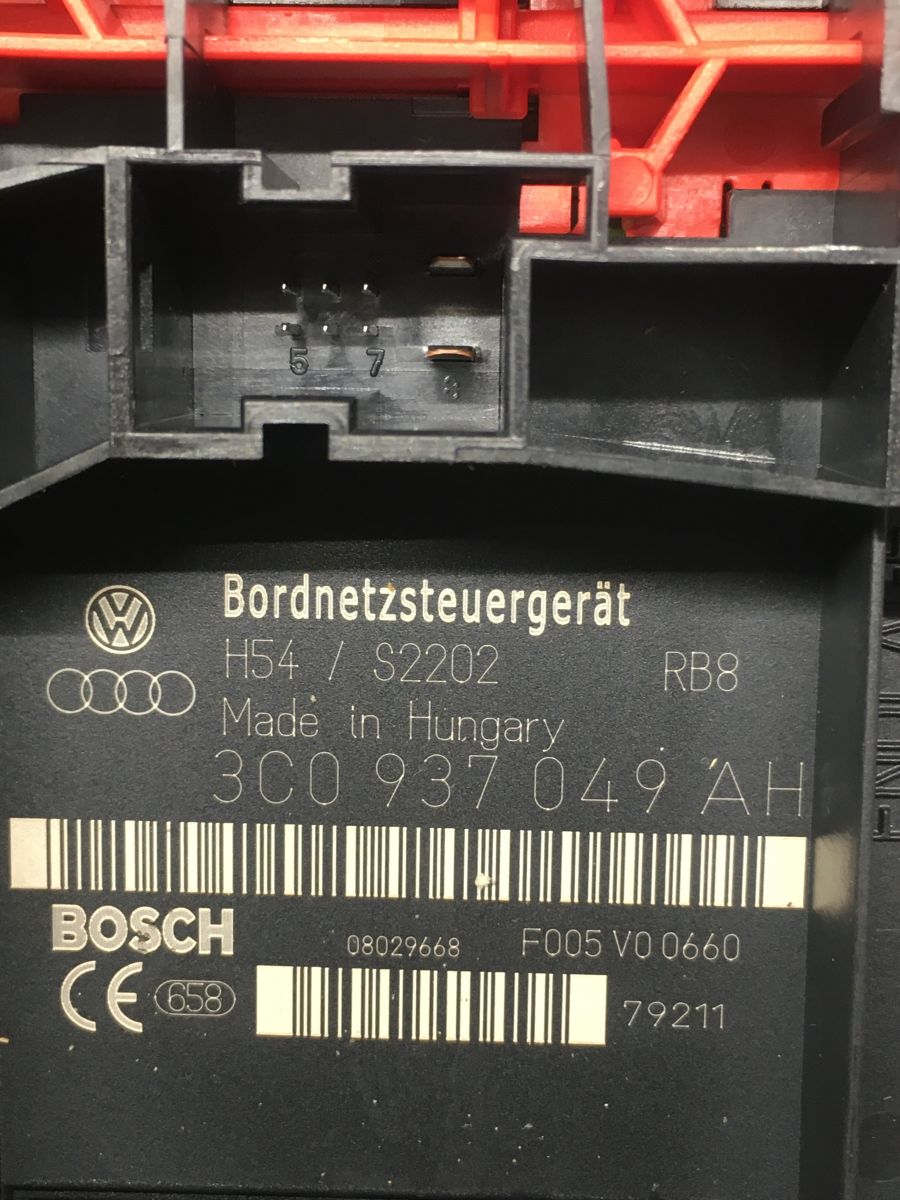 5 7 8
Bordnetzsteuergerät
H54 / S2202 RB8
Made in Hungary
3C0 937 049 AH
BOSCH 08029668 F005 V0 0660
CE 658 79211